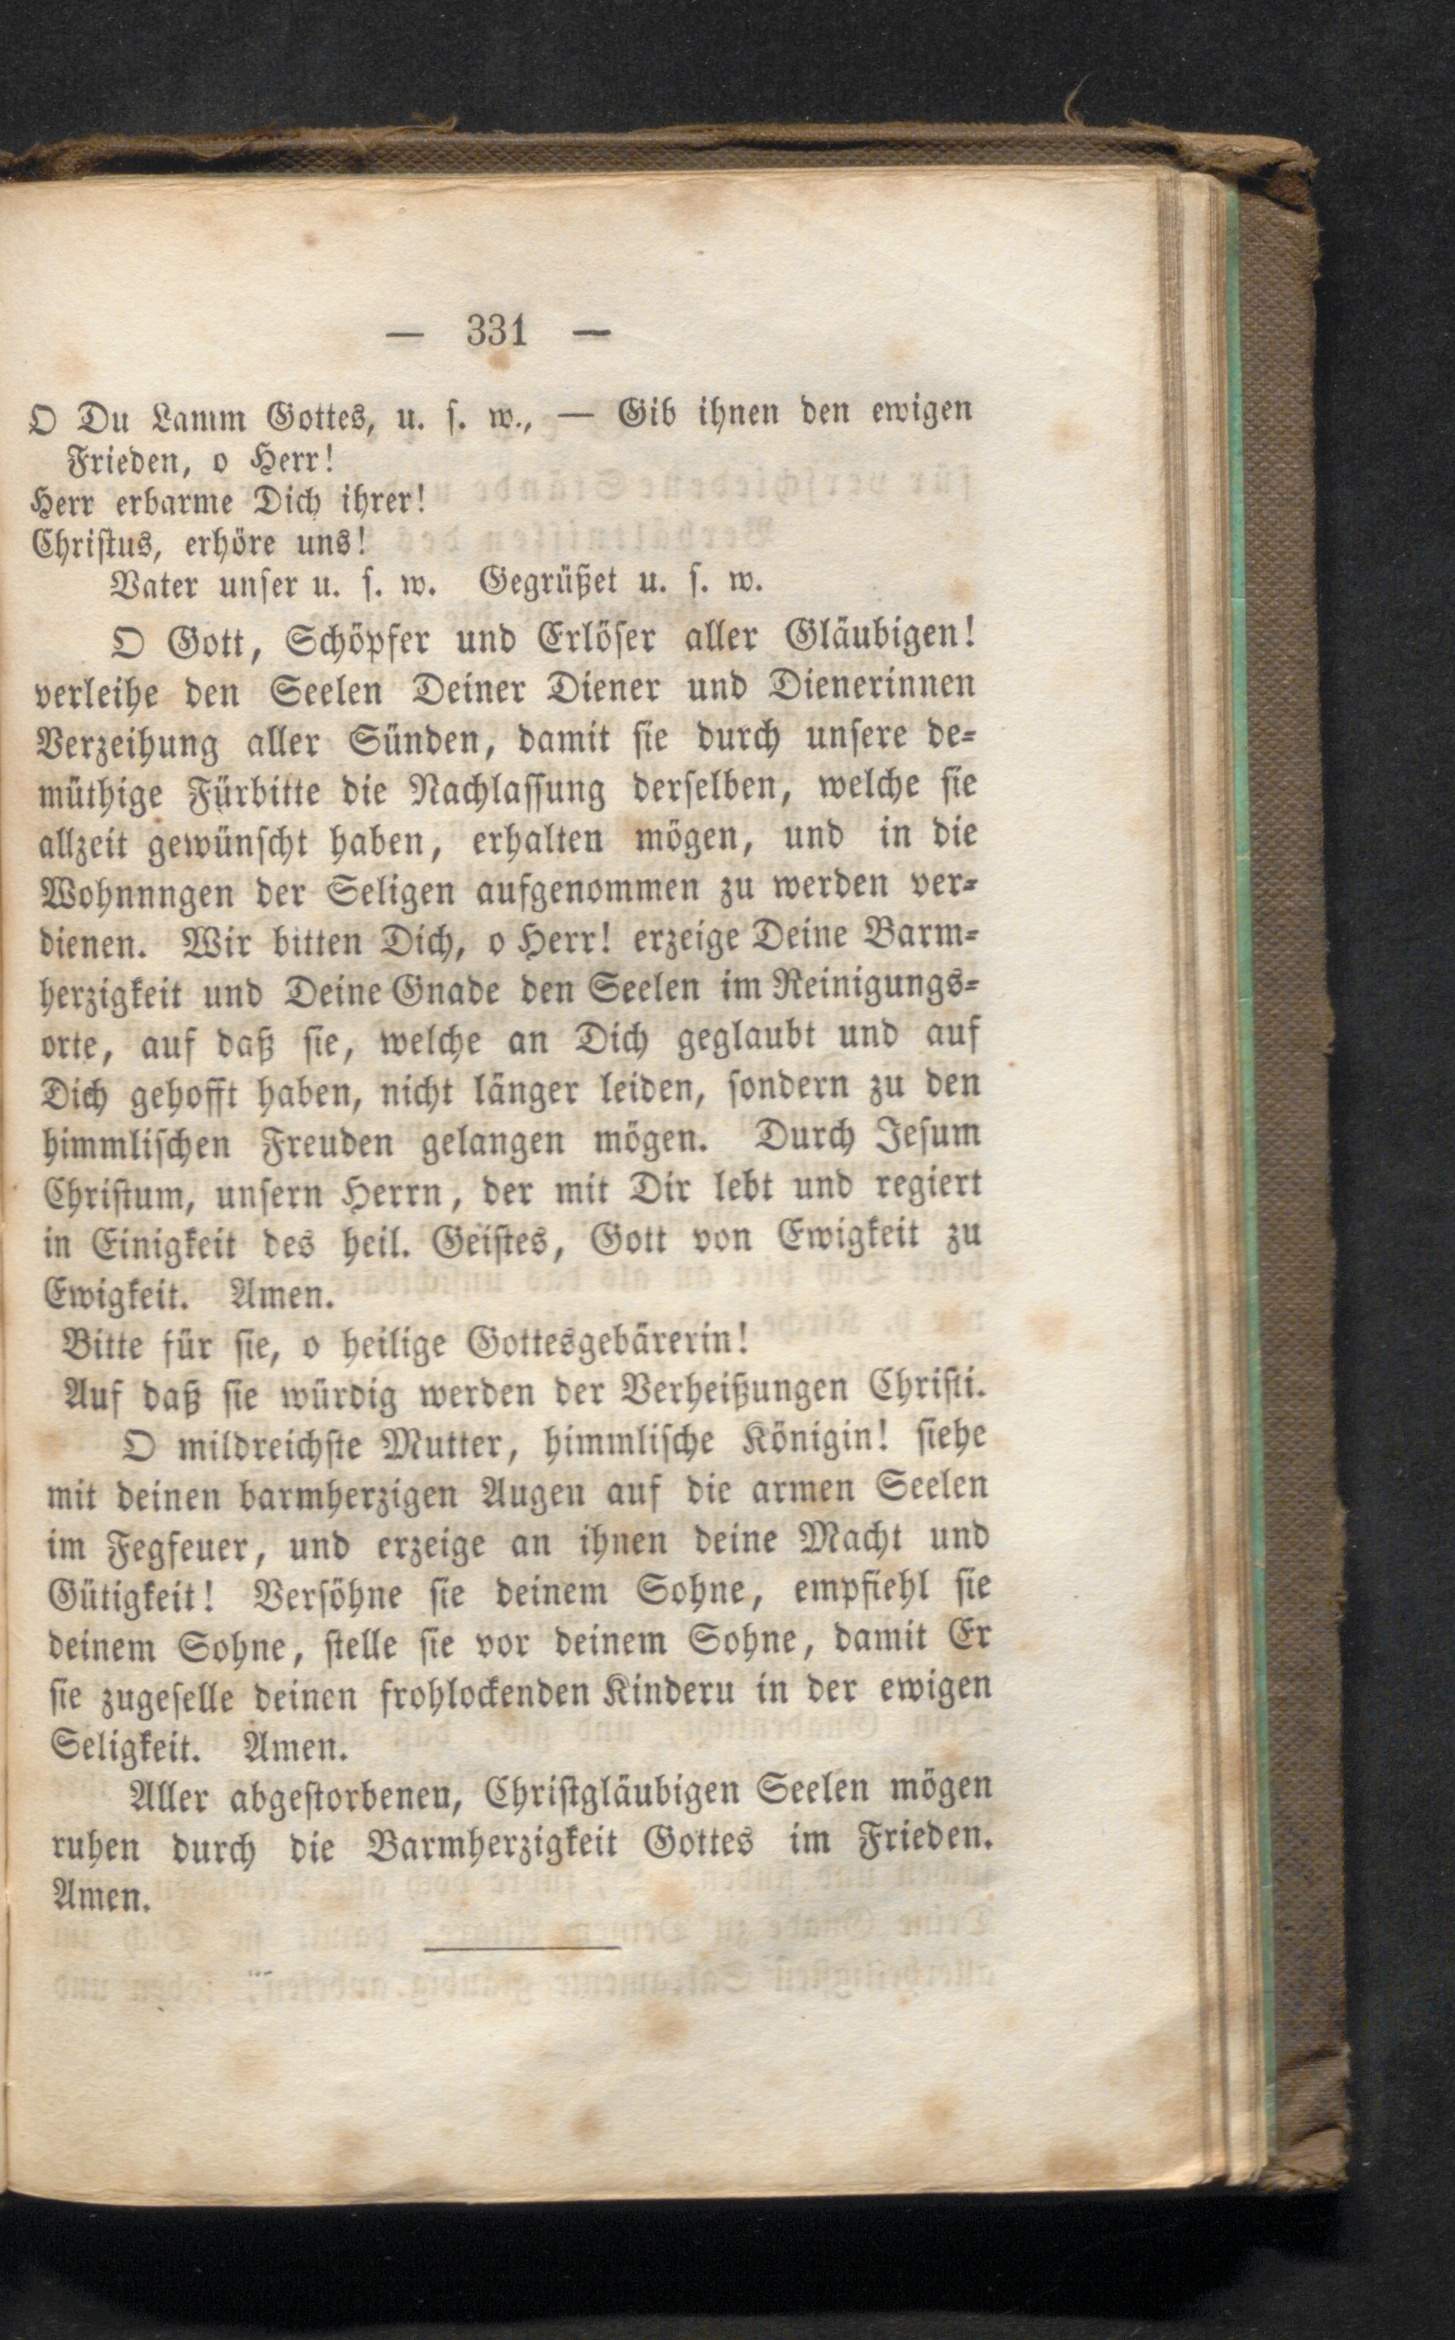 — 331 —
O Du Lamm Gottes, u. s. w., — Gib ihnen den ewigen
Frieden, o Herr!
Herr erbarme Dich ihrer!
Christus, erhöre uns!
Vater unser u. s. w. Gegrüßet u. s. w.
O Gott, Schöpfer und Erlöser aller Gläubigen!
verleihe den Seelen Deiner Diener und Dienerinnen
Verzeihung aller Sünden, damit sie durch unsere de-
müthige Fürbitte die Nachlassung derselben, welche sie
allzeit gewünscht haben, erhalten mögen, und in die
Wohnnngen der Seligen aufgenommen zu werden ver-
dienen. Wir bitten Dich, o Herr! erzeige Deine Barm-
herzigkeit und Deine Gnade den Seelen im Reinigungs-
orte, auf daß sie, welche an Dich geglaubt und auf
Dich gehofft haben, nicht länger leiden, sondern zu den
himmlischen Freuden gelangen mögen. Durch Jesum
Christum, unsern Herrn, der mit Dir lebt und regiert
in Einigkeit des heil. Geistes, Gott von Ewigkeit zu
Ewigkeit. Amen.
Bitte für sie, o heilige Gottesgebärerin!
Auf daß sie würdig werden der Verheißungen Christi.
O mildreichste Mutter, himmlische Königin! siehe
mit deinen barmherzigen Augen auf die armen Seelen
im Fegfeuer, und erzeige an ihnen deine Macht und
Gütigkeit! Versöhne sie deinem Sohne, empfiehl sie
deinem Sohne, stelle sie vor deinem Sohne, damit Er
sie zugeselle deinen frohlockenden Kinderu in der ewigen
Seligkeit. Amen.
Aller abgestorbeneu, Christgläubigen Seelen mögen
ruhen durch die Barmherzigkeit Gottes im Frieden.
Amen.